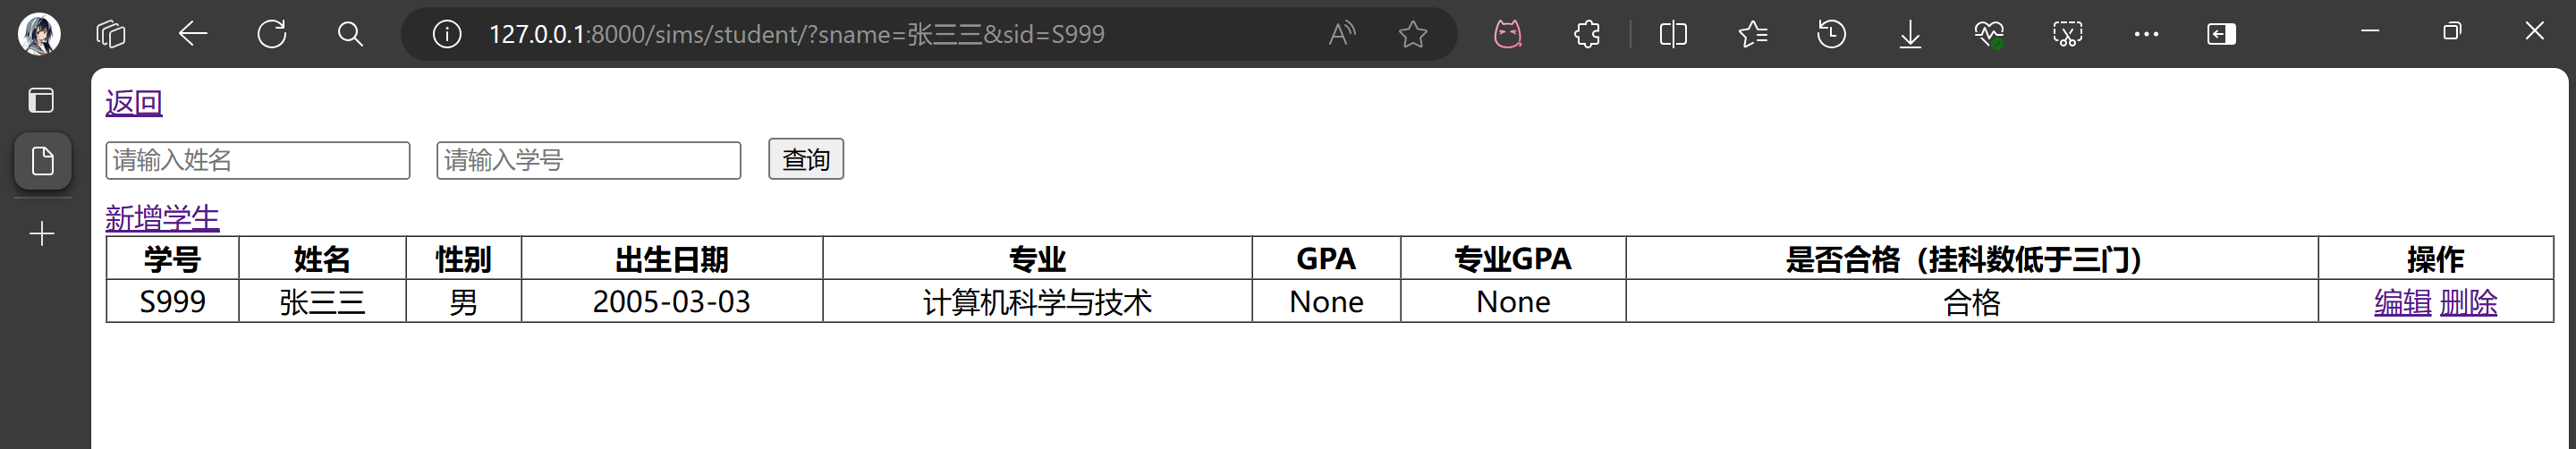 127.0.0.1:8000/sims/student/?sname=张三三&sid=S999
返回
请输入姓名 请输入学号 查询
新增学生
学号 姓名 性别 出生日期 专业 GPA 专业GPA 是否合格（挂科数低于三门） 操作
S999 张三三 男 2005-03-03 计算机科学与技术 None None 合格 编辑 删除